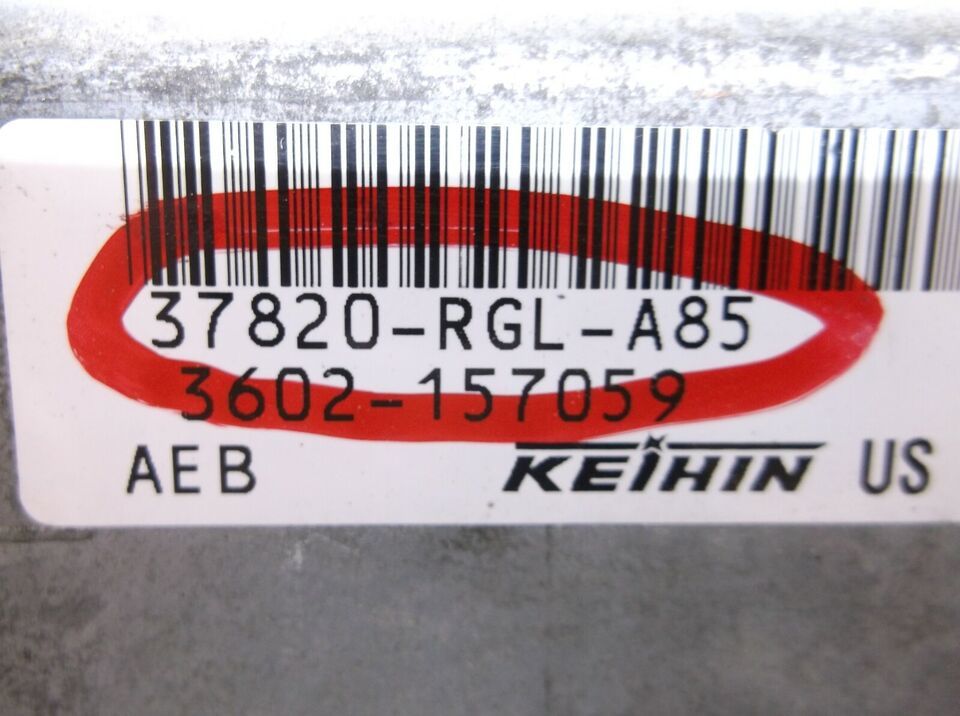 37820-RGL-A85
3602-157059
AEB KEIHIN US